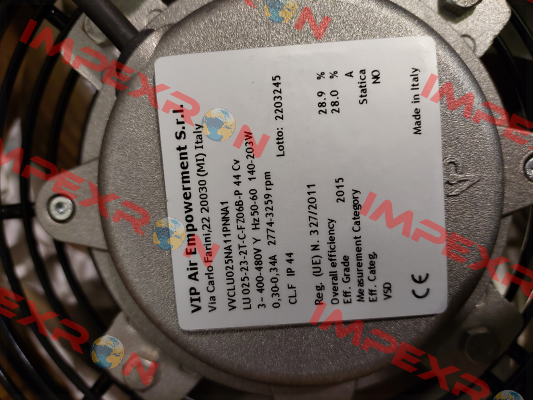 VIP Air Empowerment S.r.l.
Via Carlo Farini,22 20030 (MI) Italy
VVCLU025NA11PNNA1
LU 025-23-2T-C-FZ06B-P 44 Cv
3~ 400-480V Y Hz 50-60 140-203W
0,30-0,34A 2774-3259 rpm
CL.F IP 44 Lotto: 2203245
Reg. (UE) N. 327/2011 28.9 %
Overall efficiency 28.0 %
Eff. Grade 2015
Measurement Category A
Eff. Categ. Statica
VSD NO
CE Made in Italy
IMPEXRON
IMPEXRON
IMPEXRON
IMPEXRON
IMPEXRON